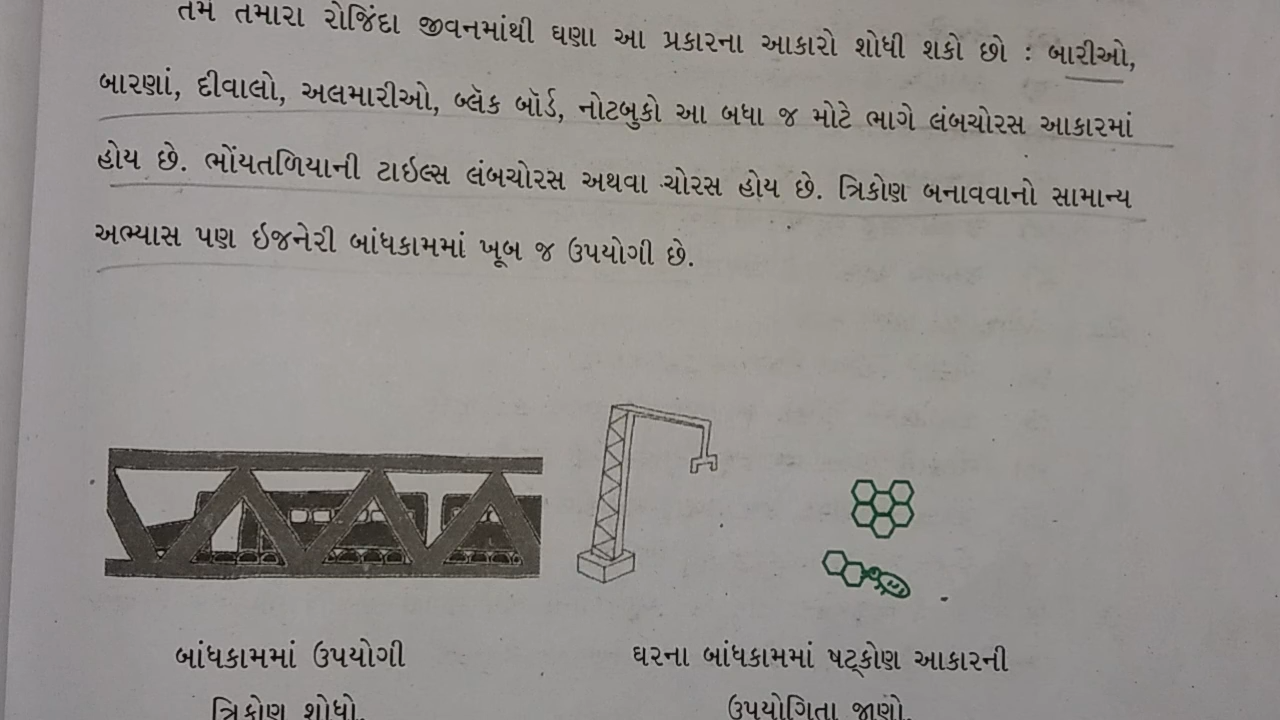 તમે તમારા રોજિંદા જીવનમાંથી ઘણા આ પ્રકારના આકારો શોધી શકો છો : બારીઓ,
બારણાં, દીવાલો, અલમારીઓ, બ્લૅક બૉર્ડ, નોટબુકો આ બધા જ મોટે ભાગે લંબચોરસ આકારમાં
હોય છે. ભોંયતળિયાની ટાઇલ્સ લંબચોરસ અથવા ચોરસ હોય છે. ત્રિકોણ બનાવવાનો સામાન્ય
અભ્યાસ પણ ઇજનેરી બાંધકામમાં ખૂબ જ ઉપયોગી છે.
બાંધકામમાં ઉપયોગી
ત્રિકોણ શોધો.
ઘરના બાંધકામમાં ષટ્કોણ આકારની
ઉપયોગિતા જાણો.